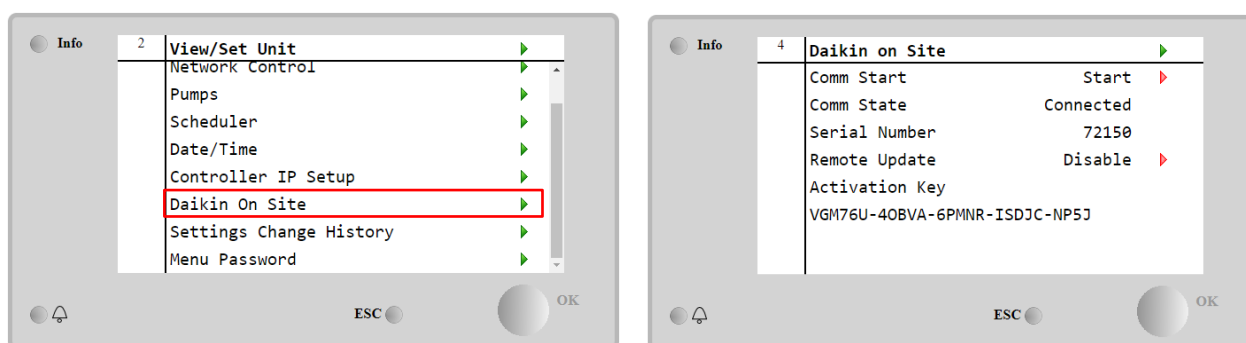 Info
2 View/Set Unit
Network Control
Pumps
Scheduler
Date/Time
Controller IP Setup
Daikin On Site
Settings Change History
Menu Password
ESC
OK
Info
4 Daikin on Site
Comm Start Start
Comm State Connected
Serial Number 72150
Remote Update Disable
Activation Key
VGM76U-4OBVA-6PMNR-ISDJC-NP5J
ESC
OK